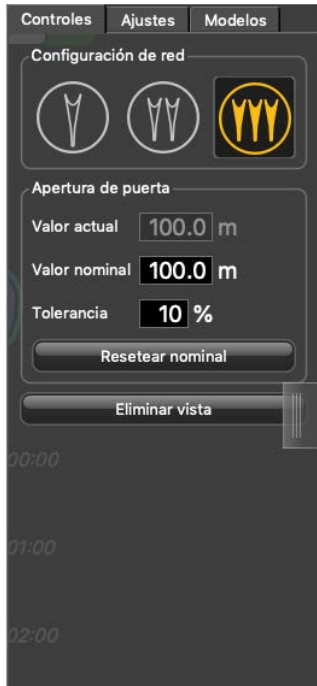 Controles Ajustes Modelos
Configuración de red
Apertura de puerta
Valor actual 100.0 m
Valor nominal 100.0 m
Tolerancia 10 %
Resetear nominal
Eliminar vista
00:00
01:00
02:00